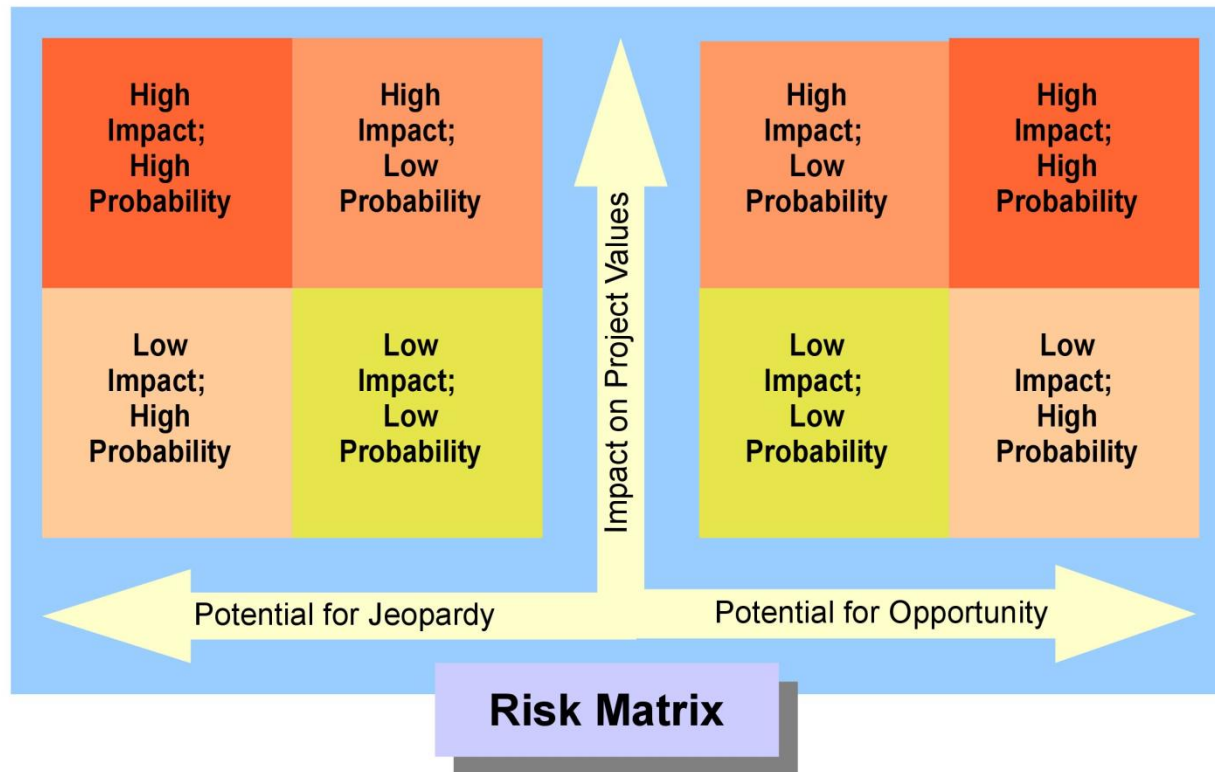 High
Impact;
High
Probability
High
Impact;
Low
Probability
Low
Impact;
High
Probability
Low
Impact;
Low
Probability
Impact on Project Values
High
Impact;
Low
Probability
High
Impact;
High
Probability
Low
Impact;
Low
Probability
Low
Impact;
High
Probability
Potential for Jeopardy
Potential for Opportunity
Risk Matrix